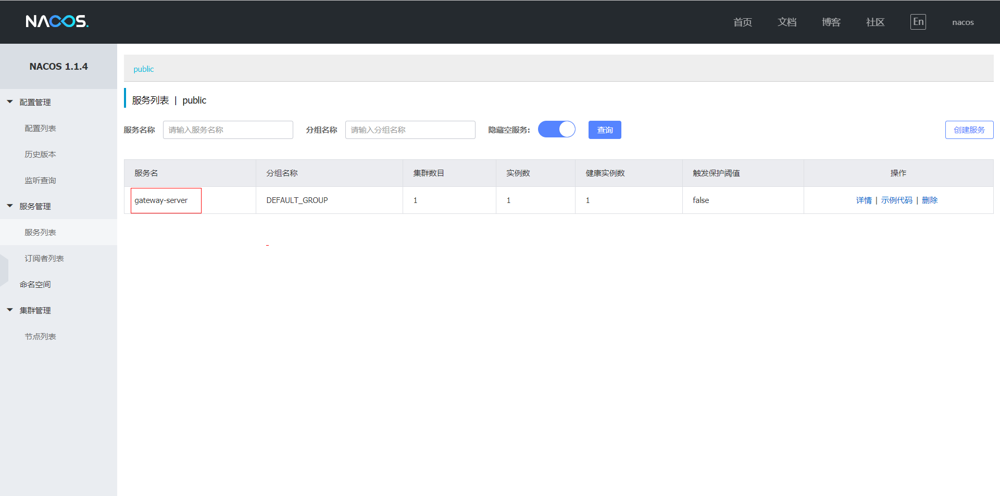 NACOS.
首页 文档 博客 社区 En nacos
NACOS 1.1.4
配置管理
配置列表
历史版本
监听查询
服务管理
服务列表
订阅者列表
命名空间
集群管理
节点列表
public
服务列表 | public
服务名称 请输入服务名称 分组名称 请输入分组名称 隐藏空服务: 查询 创建服务
服务名 分组名称 集群数目 实例数 健康实例数 触发保护阈值 操作
gateway-server DEFAULT_GROUP 1 1 1 false 详情 | 示例代码 | 删除